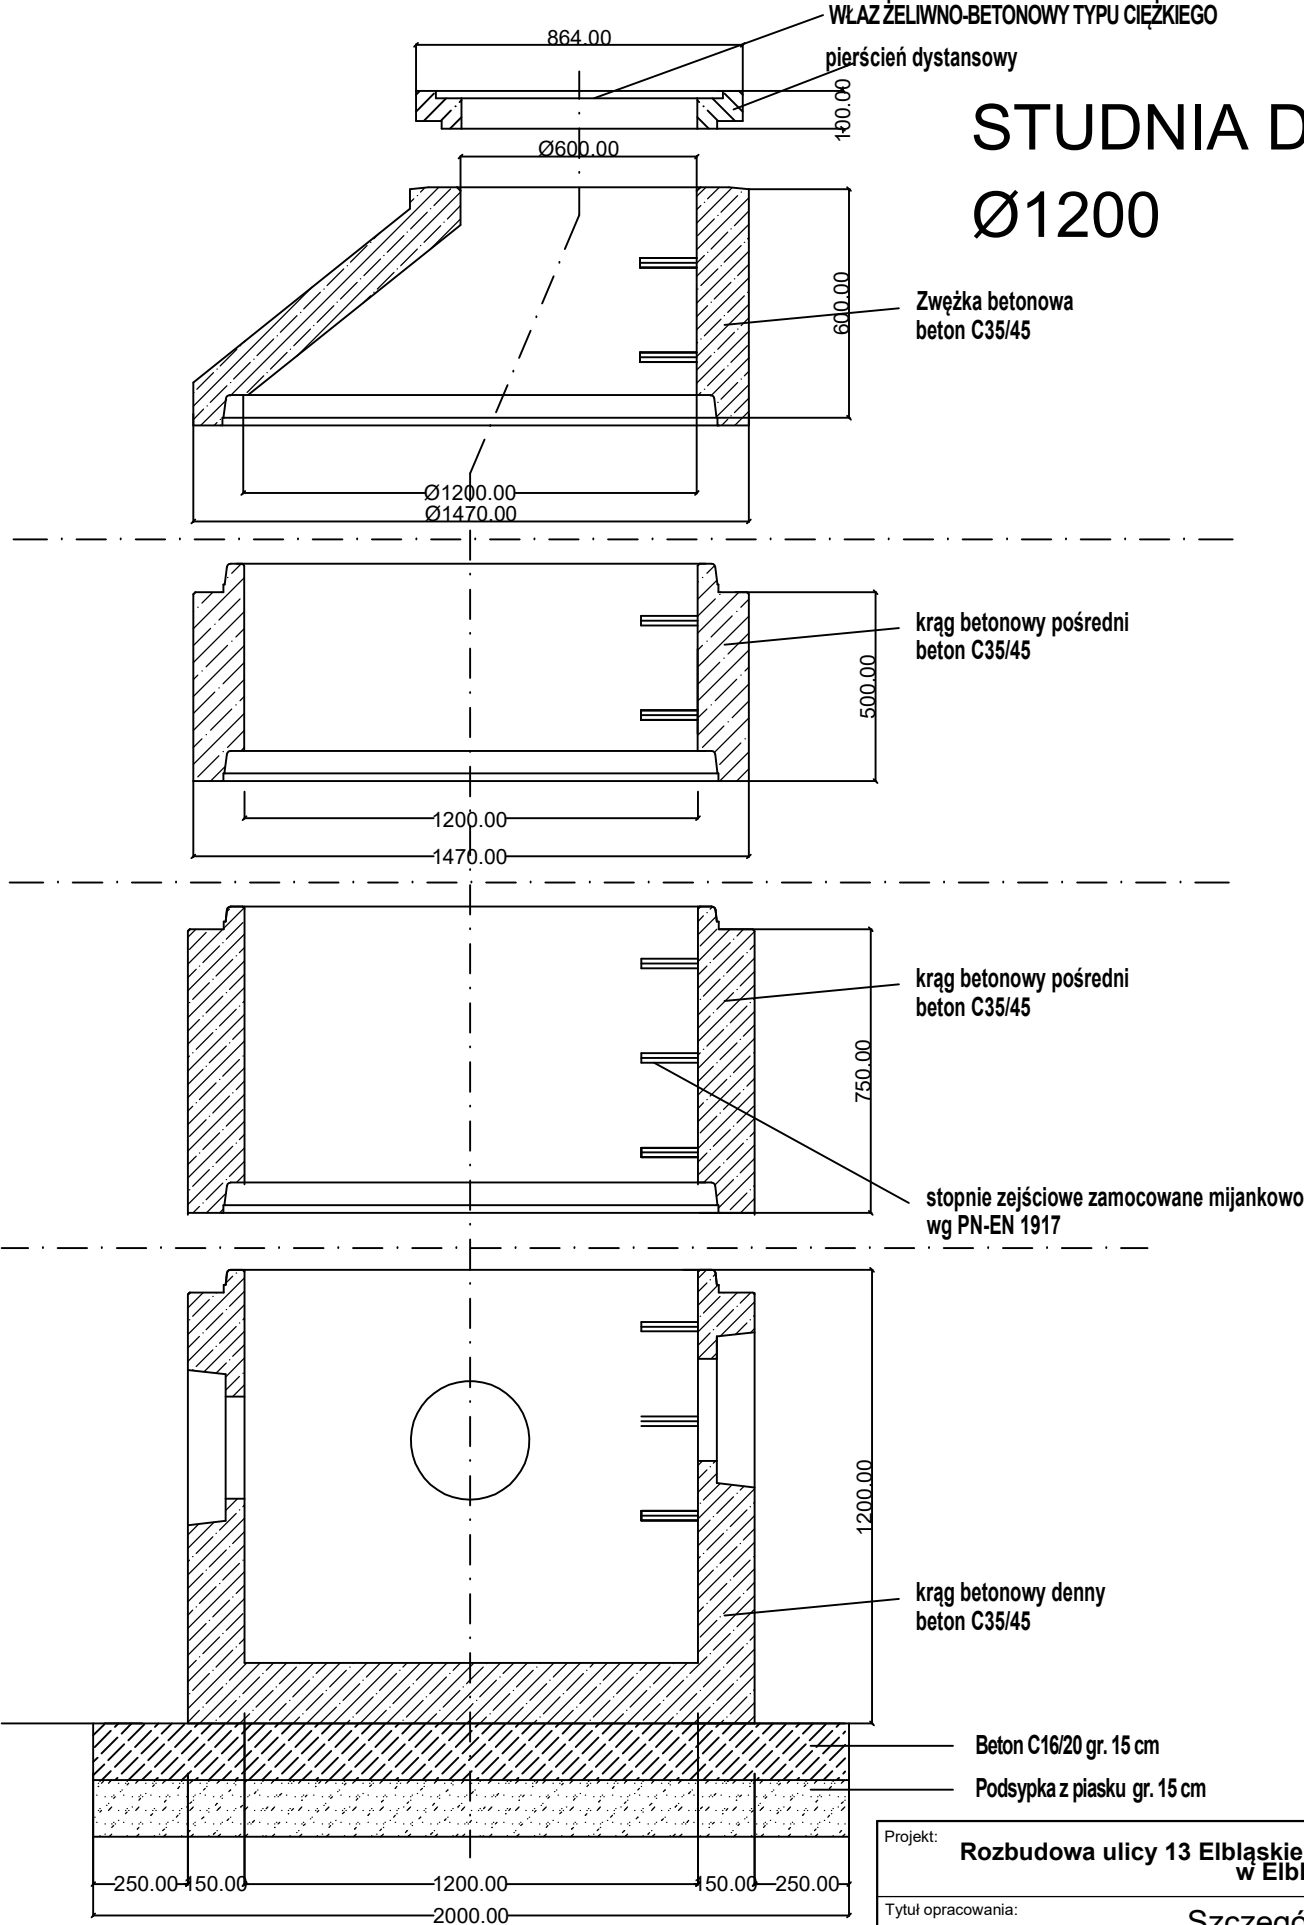 WŁAZ ŻELIWNO-BETONOWY TYPU CIĘŻKIEGO
864.00
pierścień dystansowy
100.00
STUDNIA D
Ø600.00
Ø1200
600.00
Zwężka betonowa
beton C35/45
Ø1200.00
Ø1470.00
krąg betonowy pośredni
beton C35/45
500.00
1200.00
1470.00
krąg betonowy pośredni
beton C35/45
750.00
stopnie zejściowe zamocowane mijankowo
wg PN-EN 1917
1200.00
krąg betonowy denny
beton C35/45
Beton C16/20 gr. 15 cm
Podsypka z piasku gr. 15 cm
Projekt:
Rozbudowa ulicy 13 Elbląskie
w Elbl
250.00 150.00 1200.00 150.00 250.00
2000.00
Tytuł opracowania:
Szczegó